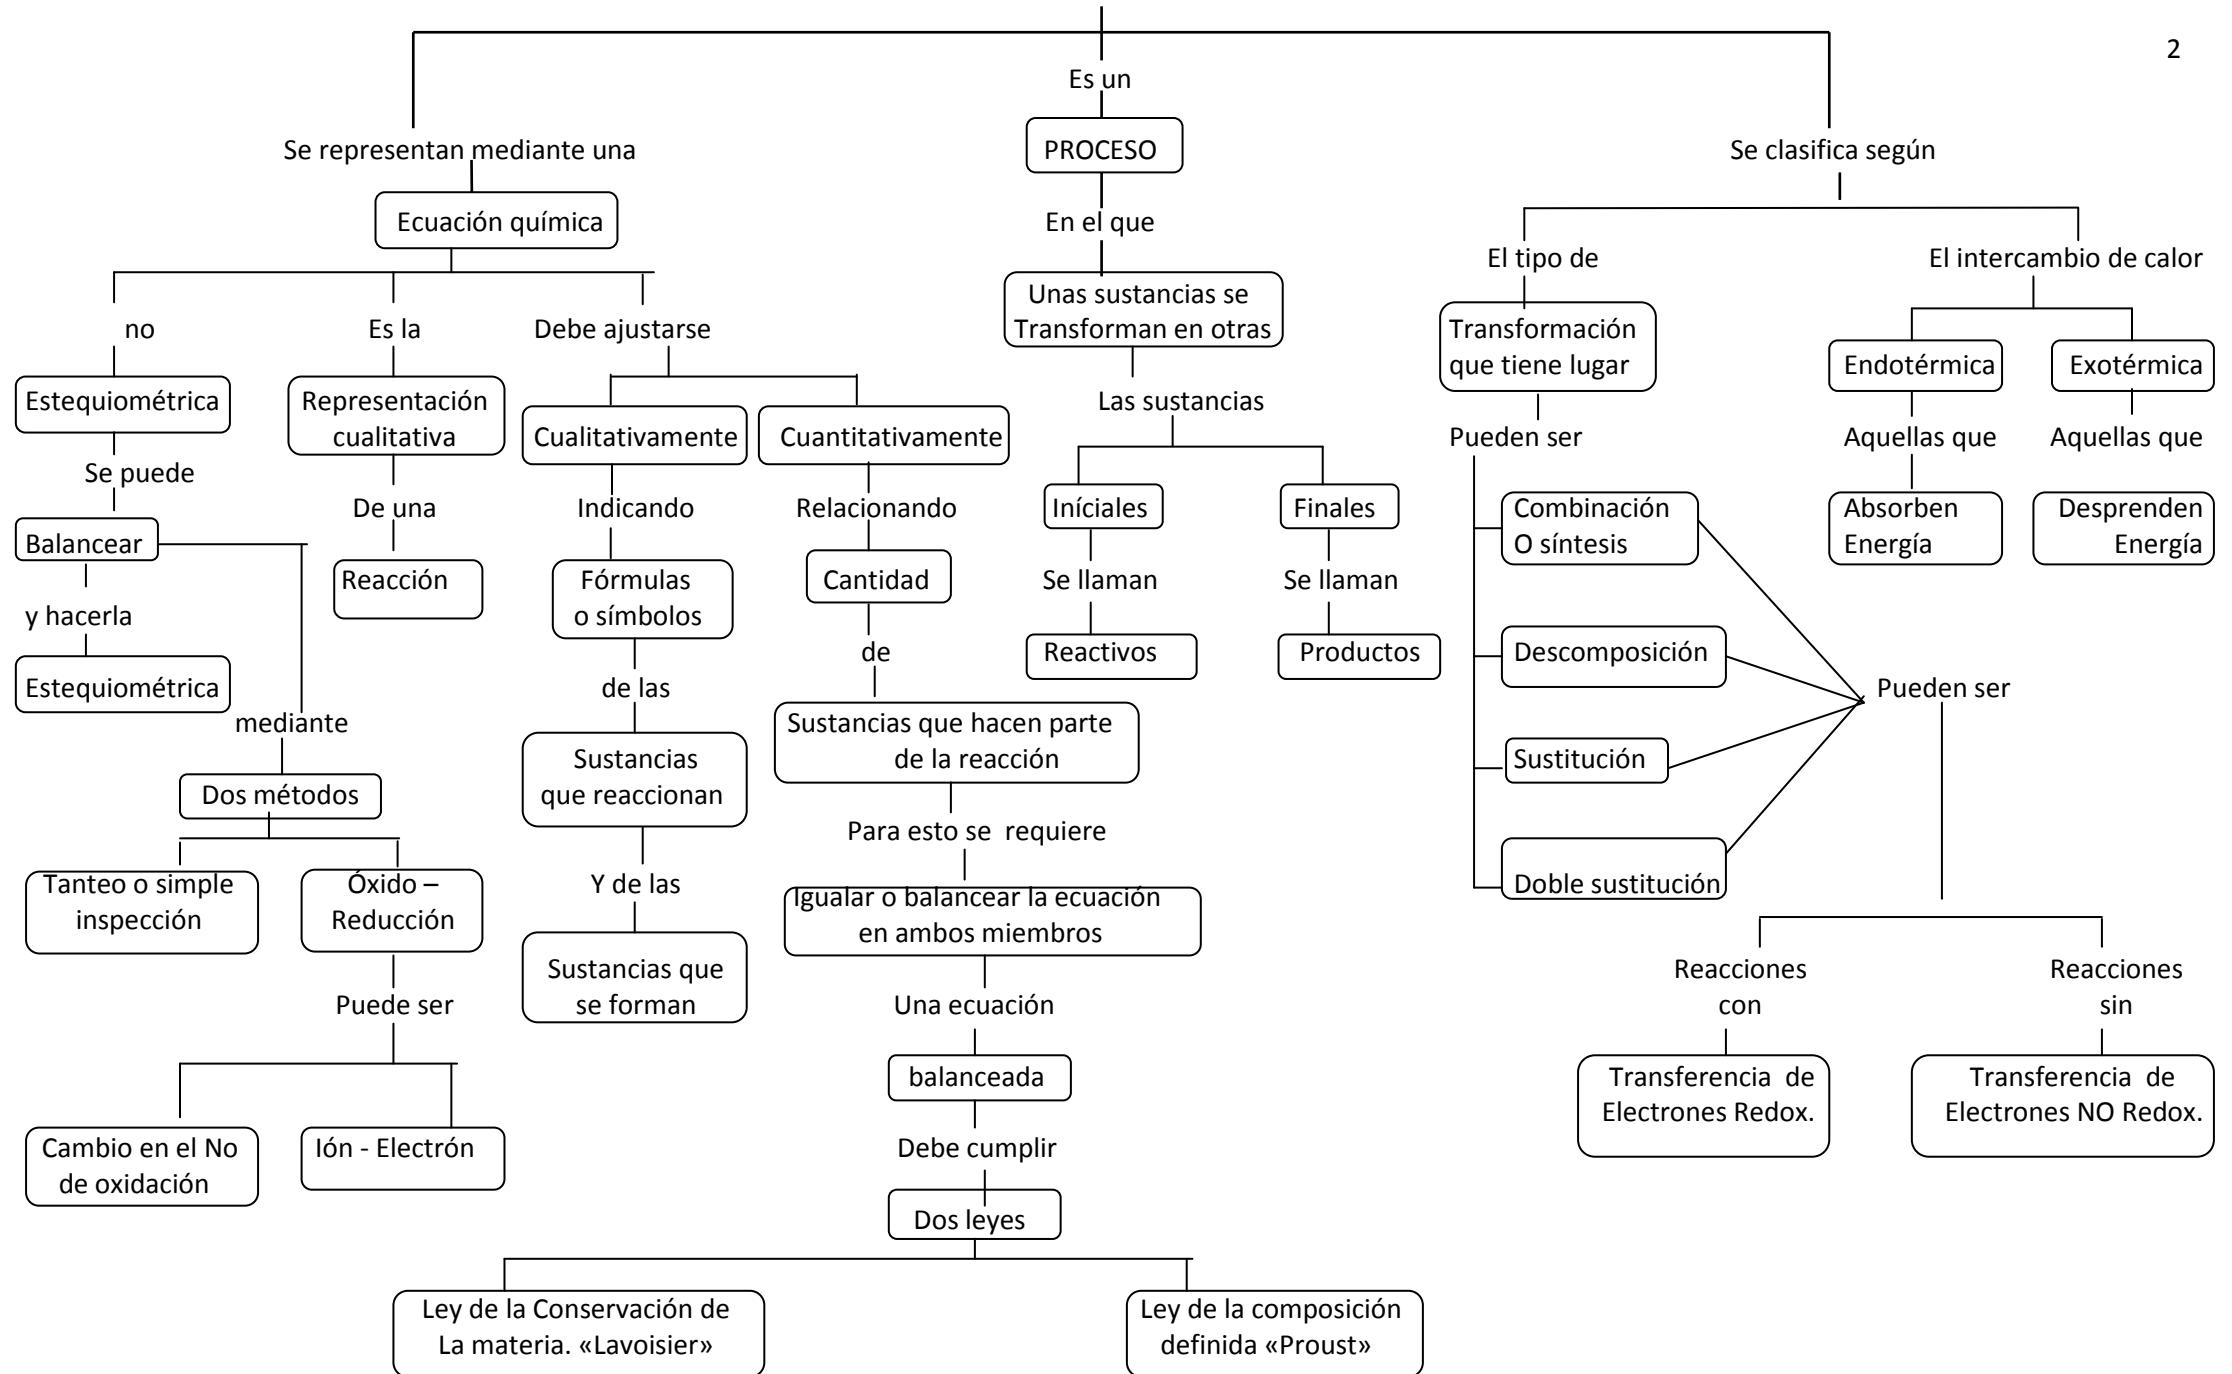 2
Es un
Se representan mediante una
PROCESO
Se clasifica según
Ecuación química
En el que
El tipo de
El intercambio de calor
no
Es la
Debe ajustarse
Unas sustancias se
Transforman en otras
Transformación
que tiene lugar
Endotérmica
Exotérmica
Estequiométrica
Representación
cualitativa
Cualitativamente
Cuantitativamente
Las sustancias
Pueden ser
Aquellas que
Aquellas que
Se puede
De una
Indicando
Relacionando
Iníciales
Finales
Combinación
O síntesis
Absorben
Energía
Desprenden
Energía
Balancear
Reacción
Fórmulas
o símbolos
Cantidad
Se llaman
Se llaman
y hacerla
de
Reactivos
Productos
Descomposición
Estequiométrica
de las
Pueden ser
mediante
Sustancias que hacen parte
de la reacción
Sustancias
que reaccionan
Sustitución
Dos métodos
Para esto se requiere
Tanteo o simple
inspección
Óxido –
Reducción
Y de las
Igualar o balancear la ecuación
en ambos miembros
Doble sustitución
Sustancias que
se forman
Reacciones
con
Reacciones
sin
Puede ser
Una ecuación
balanceada
Transferencia de
Electrones Redox.
Transferencia de
Electrones NO Redox.
Cambio en el No
de oxidación
Ión - Electrón
Debe cumplir
Dos leyes
Ley de la Conservación de
La materia. «Lavoisier»
Ley de la composición
definida «Proust»